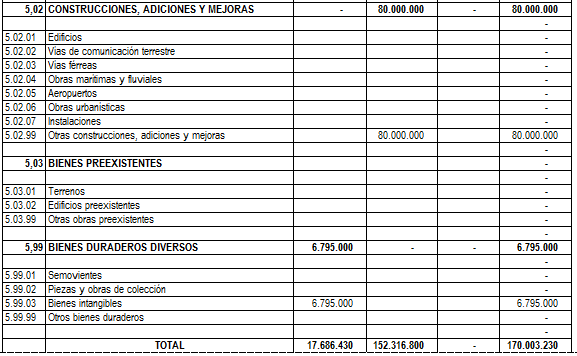 5,02 CONSTRUCCIONES, ADICIONES Y MEJORAS - 80.000.000 - 80.000.000
-
5.02.01 Edificios -
5.02.02 Vías de comunicación terrestre -
5.02.03 Vías férreas -
5.02.04 Obras marítimas y fluviales -
5.02.05 Aeropuertos -
5.02.06 Obras urbanísticas -
5.02.07 Instalaciones -
5.02.99 Otras construcciones, adiciones y mejoras 80.000.000 80.000.000
-
5,03 BIENES PREEXISTENTES -
-
5.03.01 Terrenos -
5.03.02 Edificios preexistentes -
5.03.99 Otras obras preexistentes -
-
5,99 BIENES DURADEROS DIVERSOS 6.795.000 - - 6.795.000
-
5.99.01 Semovientes -
5.99.02 Piezas y obras de colección -
5.99.03 Bienes intangibles 6.795.000 6.795.000
5.99.99 Otros bienes duraderos -
-
TOTAL 17.686.430 152.316.800 - 170.003.230